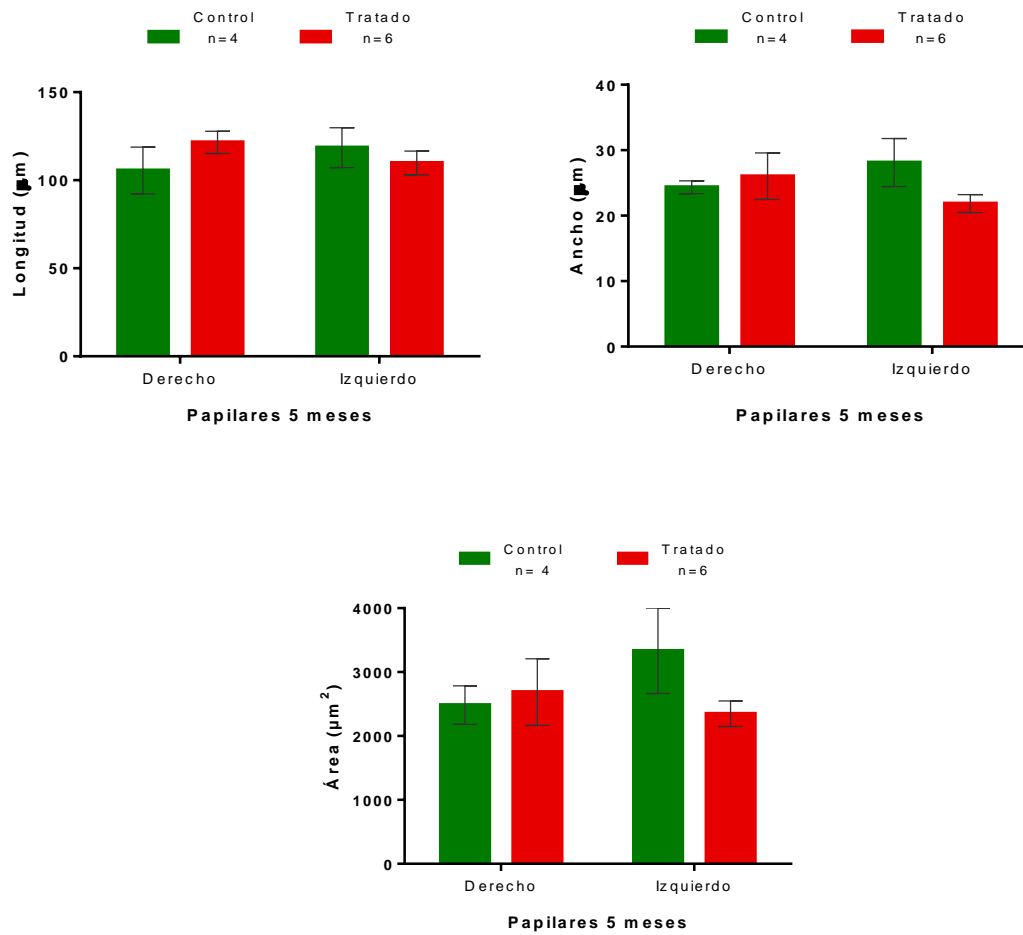 Control
n=4
Tratado
n=6
Longitud (µm)
150
100
50
0
Derecho
Izquierdo
Papilares 5 meses
Control
n=4
Tratado
n=6
Ancho (µm)
40
30
20
10
0
Derecho
Izquierdo
Papilares 5 meses
Control
n= 4
Tratado
n=6
Área (µm²)
4000
3000
2000
1000
0
Derecho
Izquierdo
Papilares 5 meses